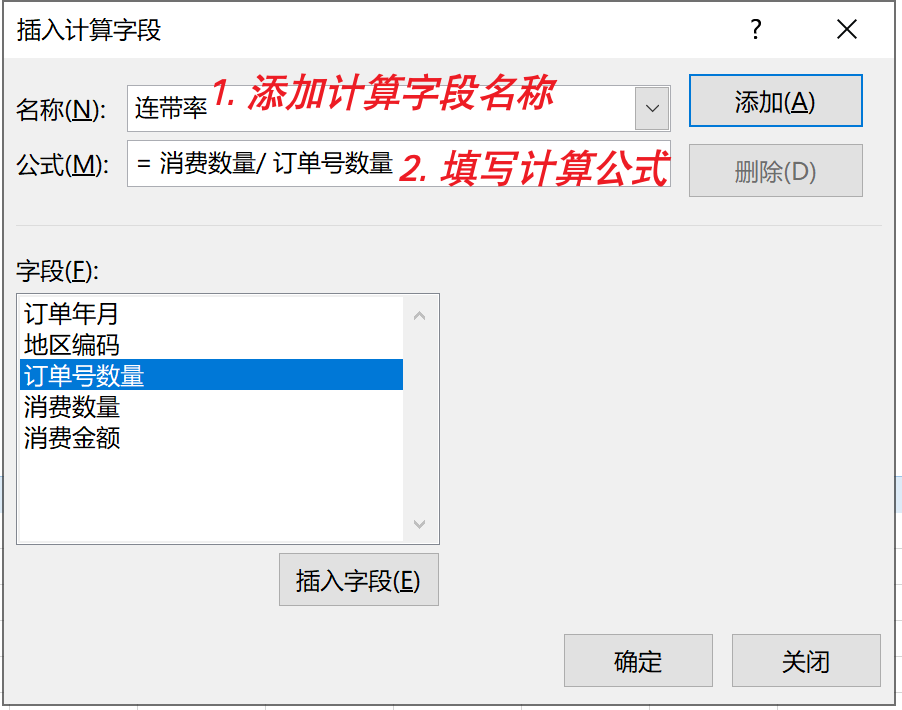 插入计算字段 ?
名称(N): 连带率 1. 添加计算字段名称 添加(A)
公式(M): = 消费数量/ 订单号数量 2. 填写计算公式 删除(D)
字段(F):
订单年月
地区编码
订单号数量
消费数量
消费金额
插入字段(E)
确定 关闭